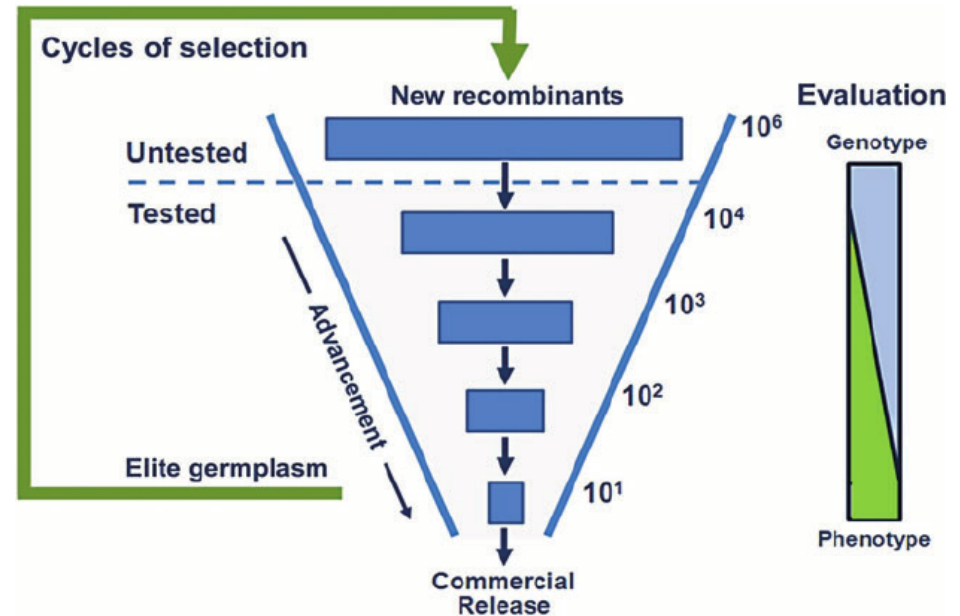 Cycles of selection
New recombinants
Evaluation
10⁶
Genotype
Untested
Tested
10⁴
10³
Advancement
10²
Elite germplasm
10¹
Phenotype
Commercial
Release